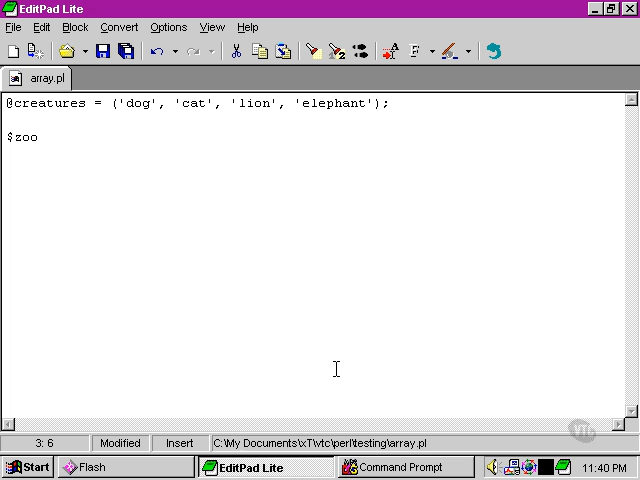 EditPad Lite
File Edit Block Convert Options View Help
array.pl
@creatures = ('dog', 'cat', 'lion', 'elephant');
$zoo
VTC
3: 6 Modified Insert C:\My Documents\xT\vtc\perl\testing\array.pl
Start Flash EditPad Lite Command Prompt 11:40 PM